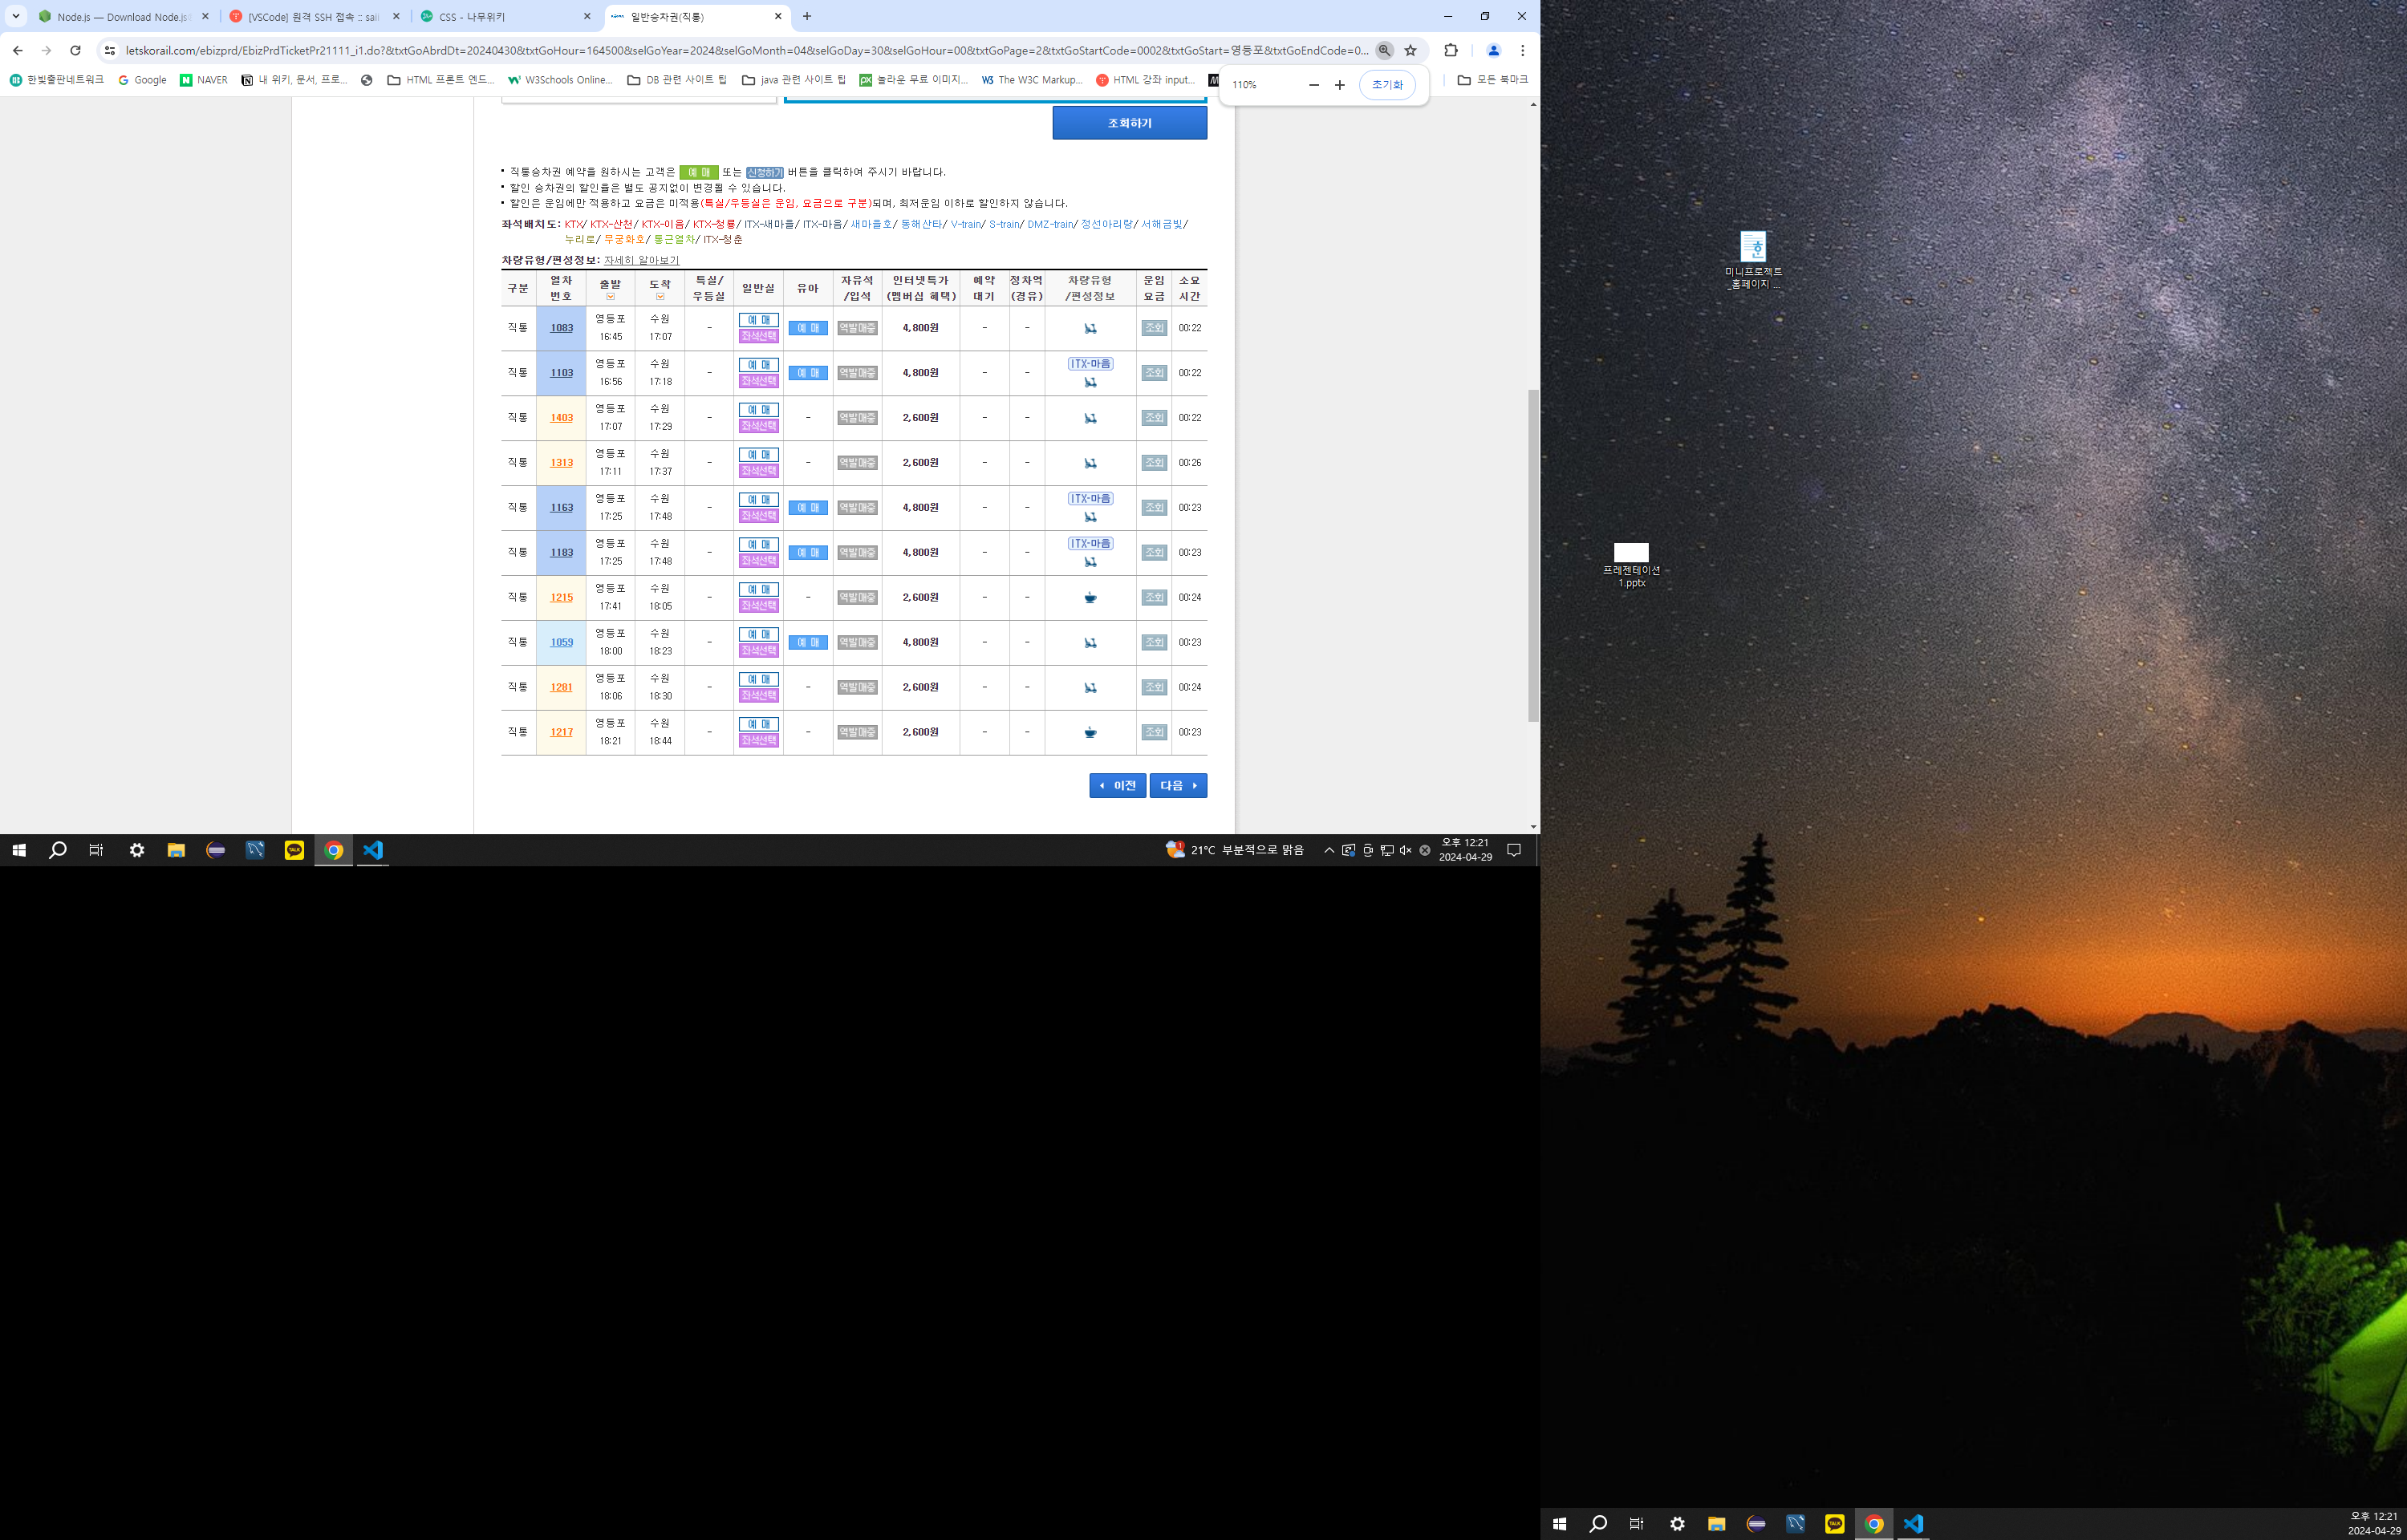 Node.js — Download Node.js®
[VSCode] 원격 SSH 접속 :: sai
CSS - 나무위키
일반승차권(직통)
letskorail.com/ebizprd/EbizPrdTicketPr21111_i1.do?&txtGoAbrdDt=20240430&txtGoHour=164500&selGoYear=2024&selGoMonth=04&selGoDay=30&selGoHour=00&txtGoPage=2&txtGoStartCode=0002&txtGoStart=영등포&txtGoEndCode=0...
한빛출판네트워크 Google NAVER 내 위키, 문서, 프로... HTML 프론트 엔드... W3Schools Online... DB 관련 사이트 팁 java 관련 사이트 팁 놀라운 무료 이미지... The W3C Markup... HTML 강좌 input... 모든 북마크
110% 초기화
조회하기
직통승차권 예약을 원하시는 고객은 예 매 또는 신청하기 버튼을 클릭하여 주시기 바랍니다.
할인 승차권의 할인율은 별도 공지없이 변경될 수 있습니다.
할인은 운임에만 적용하고 요금은 미적용(특실/우등실은 운임, 요금으로 구분)되며, 최저운임 이하로 할인하지 않습니다.
좌석배치도: KTX/ KTX-산천/ KTX-이음/ KTX-청룡/ ITX-새마을/ ITX-마음/ 새마을호/ 동해산타/ V-train/ S-train/ DMZ-train/ 정선아리랑/ 서해금빛/
누리로/ 무궁화호/ 통근열차/ ITX-청춘
차량유형/편성정보: 자세히 알아보기
구분 열차 번호 출발 도착 특실/ 우등실 일반실 유아 자유석 /입석 인터넷특가 (멤버십 혜택) 예약 대기 정차역 (경유) 차량유형 /편성정보 운임 요금 소요 시간
직통 1083 영등포 16:45 수원 17:07 - 예 매 좌석선택 예 매 역발매중 4,800원 - - 조회 00:22
직통 1103 영등포 16:56 수원 17:18 - 예 매 좌석선택 예 매 역발매중 4,800원 - - ITX-마음 조회 00:22
직통 1403 영등포 17:07 수원 17:29 - 예 매 좌석선택 - 역발매중 2,600원 - - 조회 00:22
직통 1313 영등포 17:11 수원 17:37 - 예 매 좌석선택 - 역발매중 2,600원 - - 조회 00:26
직통 1163 영등포 17:25 수원 17:48 - 예 매 좌석선택 예 매 역발매중 4,800원 - - ITX-마음 조회 00:23
직통 1183 영등포 17:25 수원 17:48 - 예 매 좌석선택 예 매 역발매중 4,800원 - - ITX-마음 조회 00:23
직통 1215 영등포 17:41 수원 18:05 - 예 매 좌석선택 - 역발매중 2,600원 - - 조회 00:24
직통 1059 영등포 18:00 수원 18:23 - 예 매 좌석선택 예 매 역발매중 4,800원 - - 조회 00:23
직통 1281 영등포 18:06 수원 18:30 - 예 매 좌석선택 - 역발매중 2,600원 - - 조회 00:24
직통 1217 영등포 18:21 수원 18:44 - 예 매 좌석선택 - 역발매중 2,600원 - - 조회 00:23
이전 다음
21°C 부분적으로 맑음
오후 12:21
2024-04-29
미니프로젝트
_홈페이지 ...
프레젠테이션
1.pptx
오후 12:21
2024-04-29